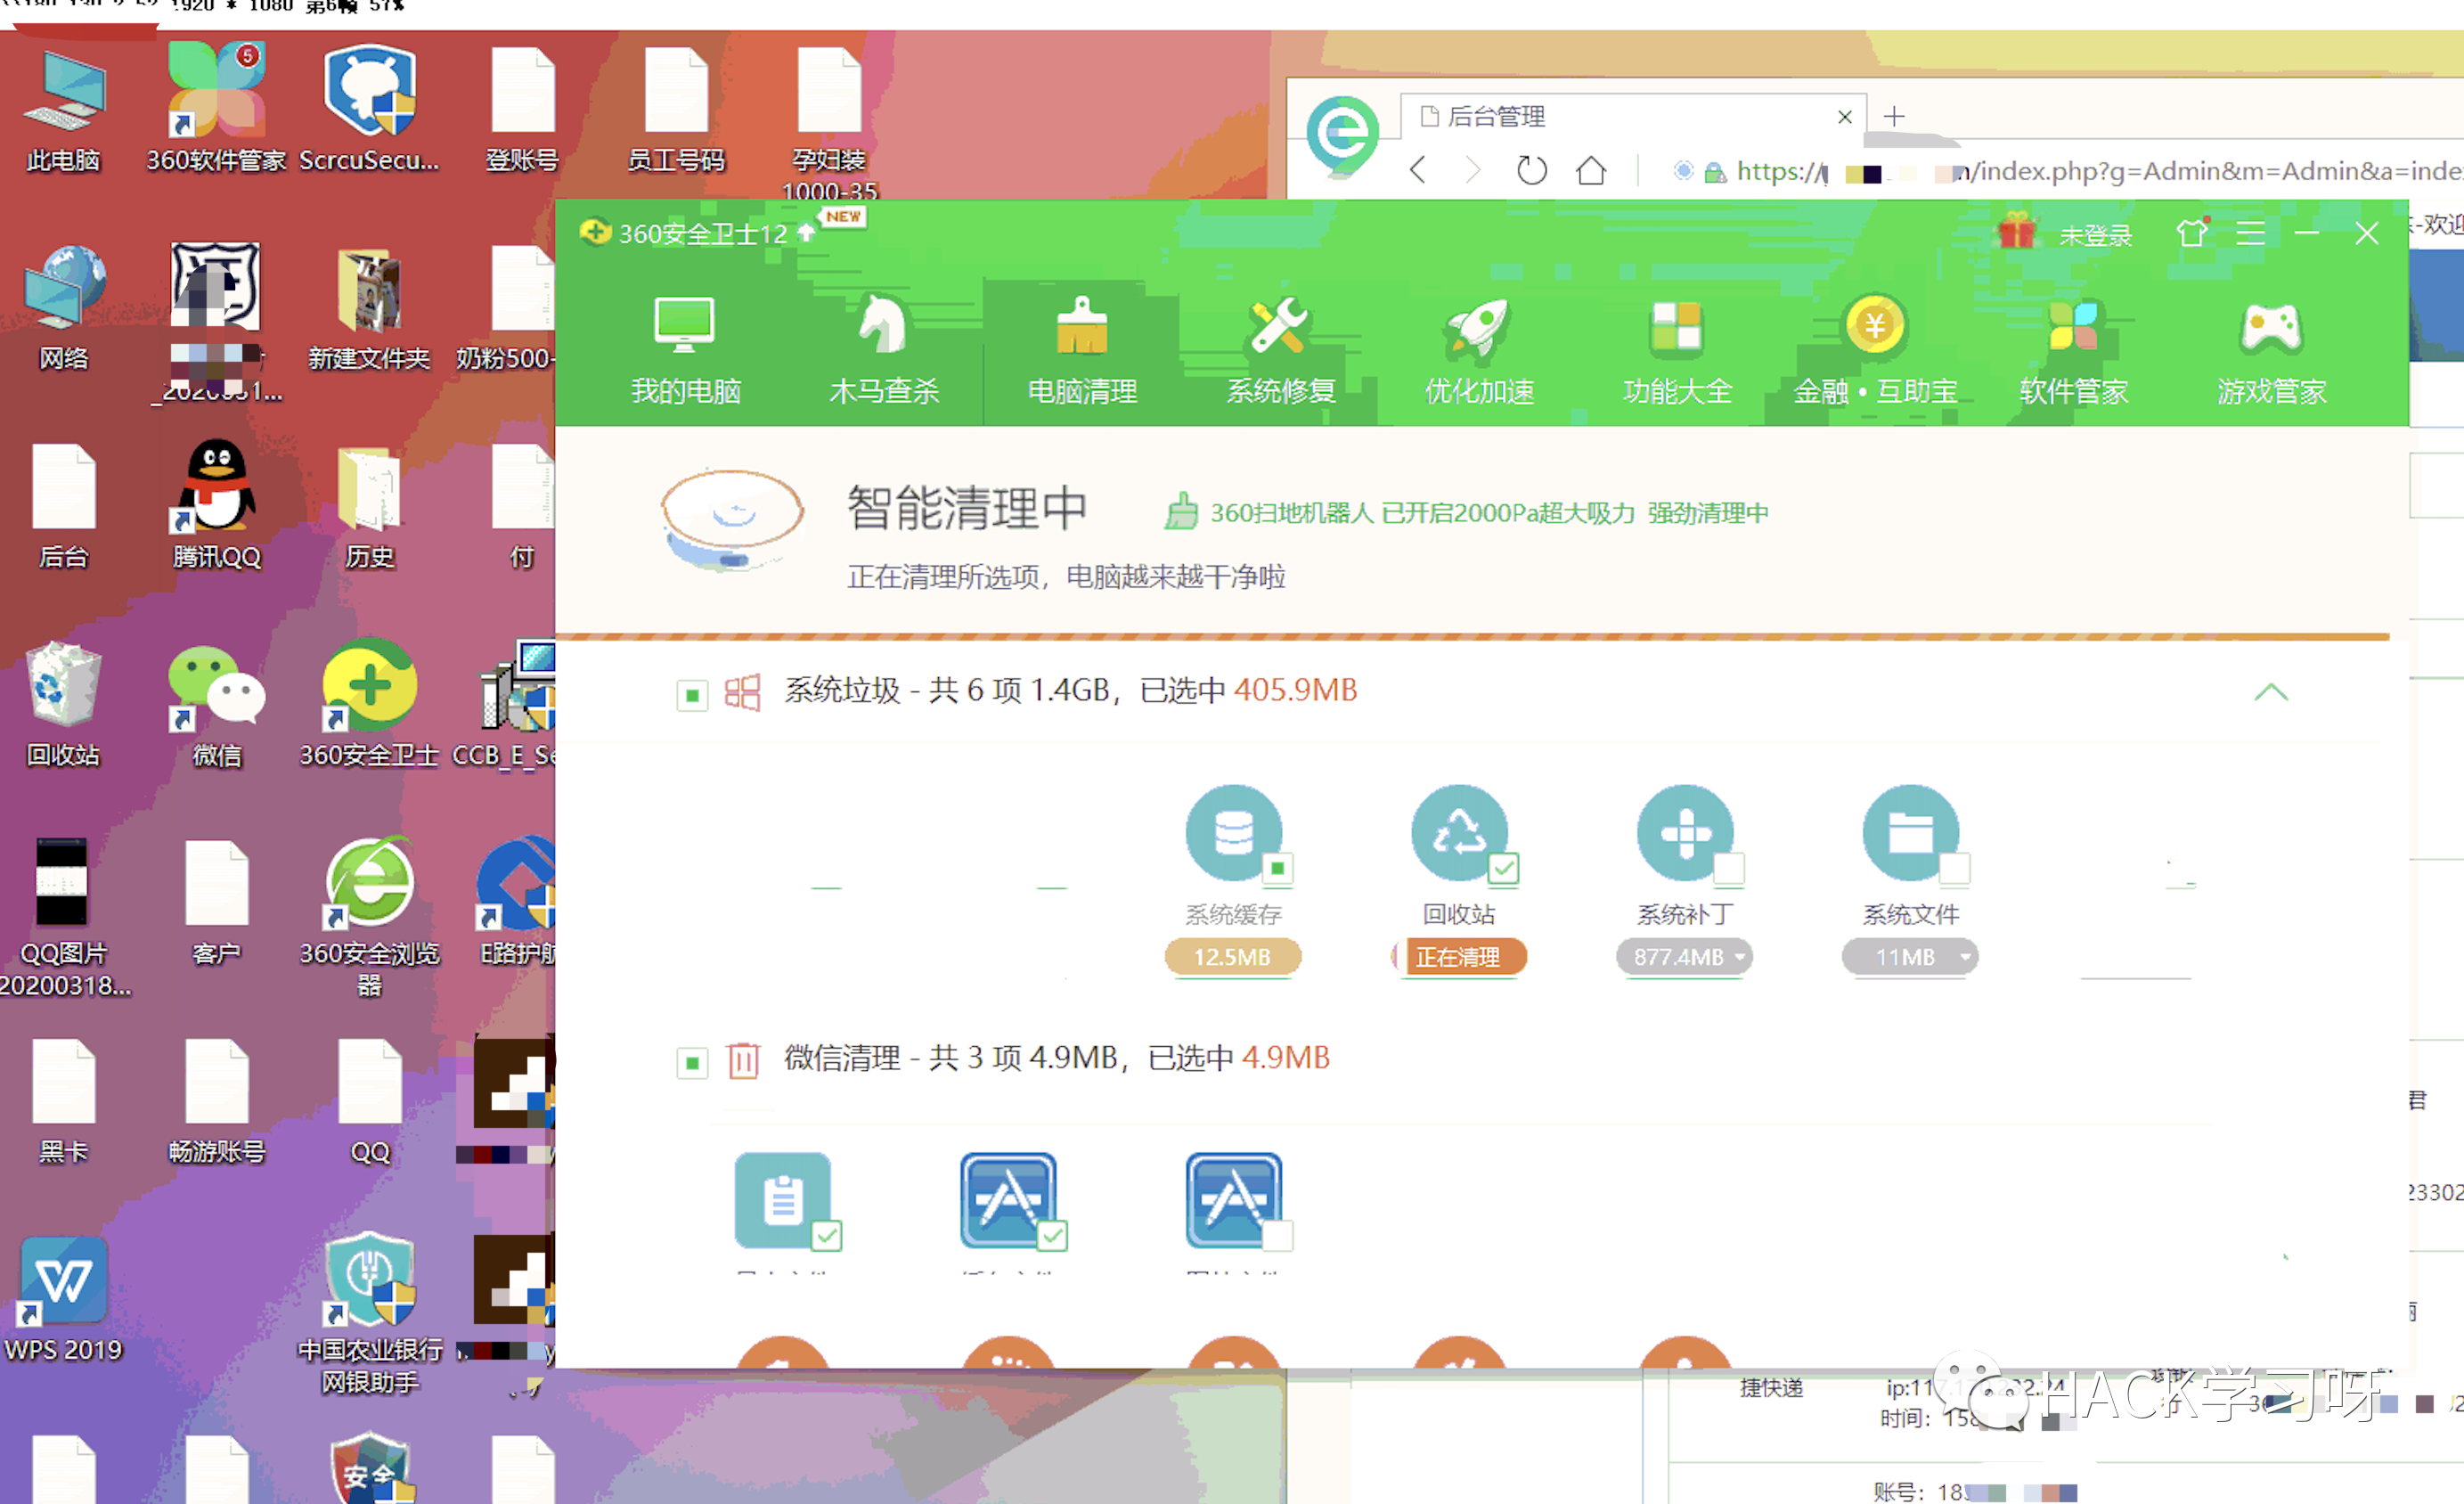 1920 * 1080 第6帧 57%
5
此电脑
360软件管家
ScrcuSecu...
登账号
员工号码
孕妇装
1000-35
后台管理
https://
/index.php?g=Admin&m=Admin&a=inde
网络
_2020031...
新建文件夹
奶粉500-
360安全卫士12
NEW
未登录
-欢迎
我的电脑
木马查杀
电脑清理
系统修复
优化加速
功能大全
金融•互助宝
软件管家
游戏管家
后台
腾讯QQ
历史
付
智能清理中
360扫地机器人 已开启2000Pa超大吸力 强劲清理中
正在清理所选项，电脑越来越干净啦
回收站
微信
360安全卫士
CCB_E_Se
系统垃圾 - 共 6 项 1.4GB，已选中 405.9MB
系统缓存
12.5MB
回收站
正在清理
系统补丁
877.4MB
系统文件
11MB
QQ图片
20200318...
客户
360安全浏览
器
E路护航
微信清理 - 共 3 项 4.9MB，已选中 4.9MB
黑卡
畅游账号
QQ
君
23302
WPS 2019
中国农业银行
网银助手
安全
捷快递
ip:117.1
时间：158
账号：183
HACK学习呀